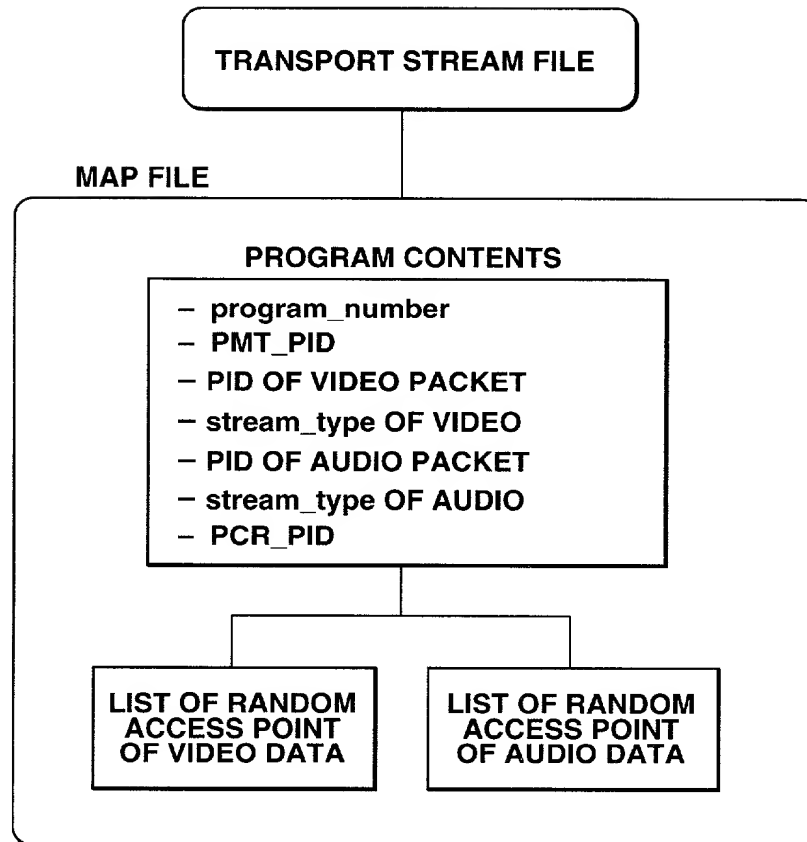 TRANSPORT STREAM FILE
MAP FILE
PROGRAM CONTENTS
– program_number
– PMT_PID
– PID OF VIDEO PACKET
– stream_type OF VIDEO
– PID OF AUDIO PACKET
– stream_type OF AUDIO
– PCR_PID
LIST OF RANDOM
ACCESS POINT
OF VIDEO DATA
LIST OF RANDOM
ACCESS POINT
OF AUDIO DATA